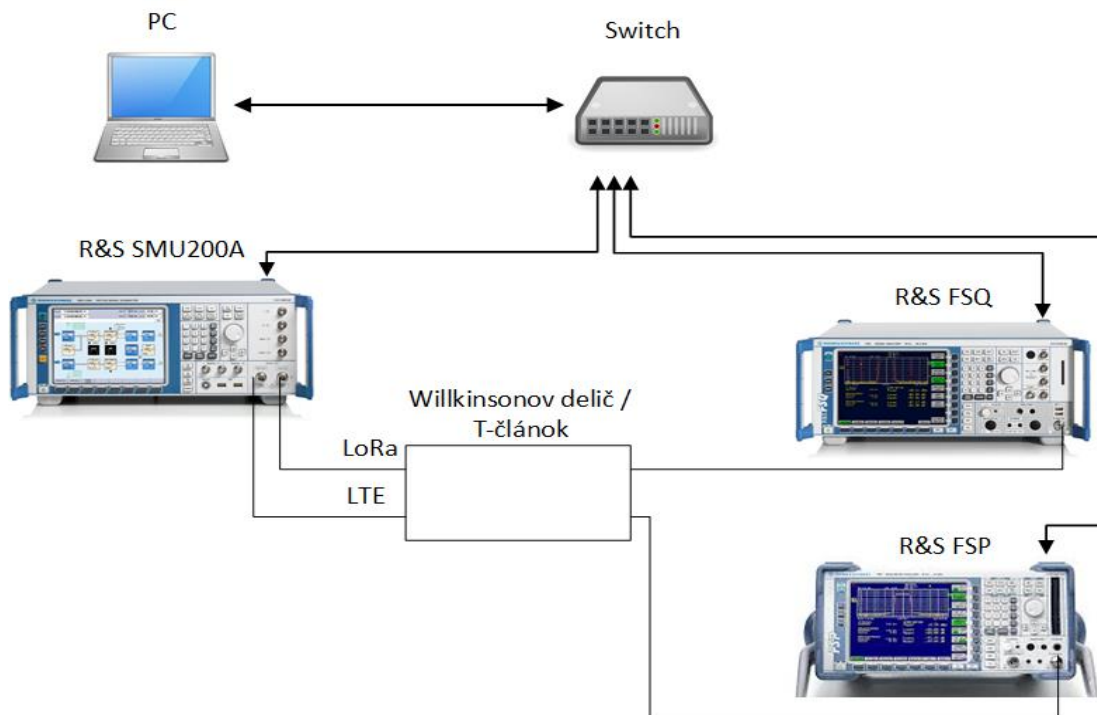 PC
Switch
R&S SMU200A
R&S FSQ
Willkinsonov delič /
T-článok
LoRa
LTE
R&S FSP